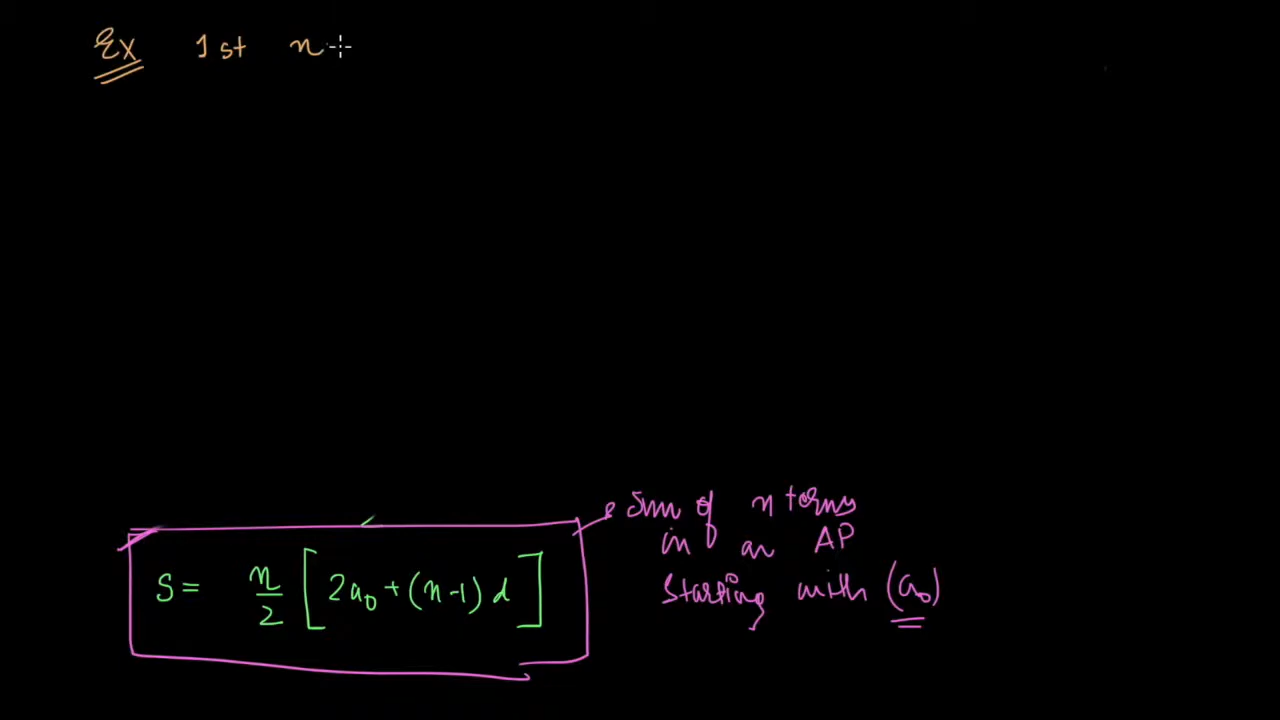 Ex 1st n
Sum of n terms
in an AP
S = n/2 [2a₀ + (n-1) d]
Starting with (a₀)